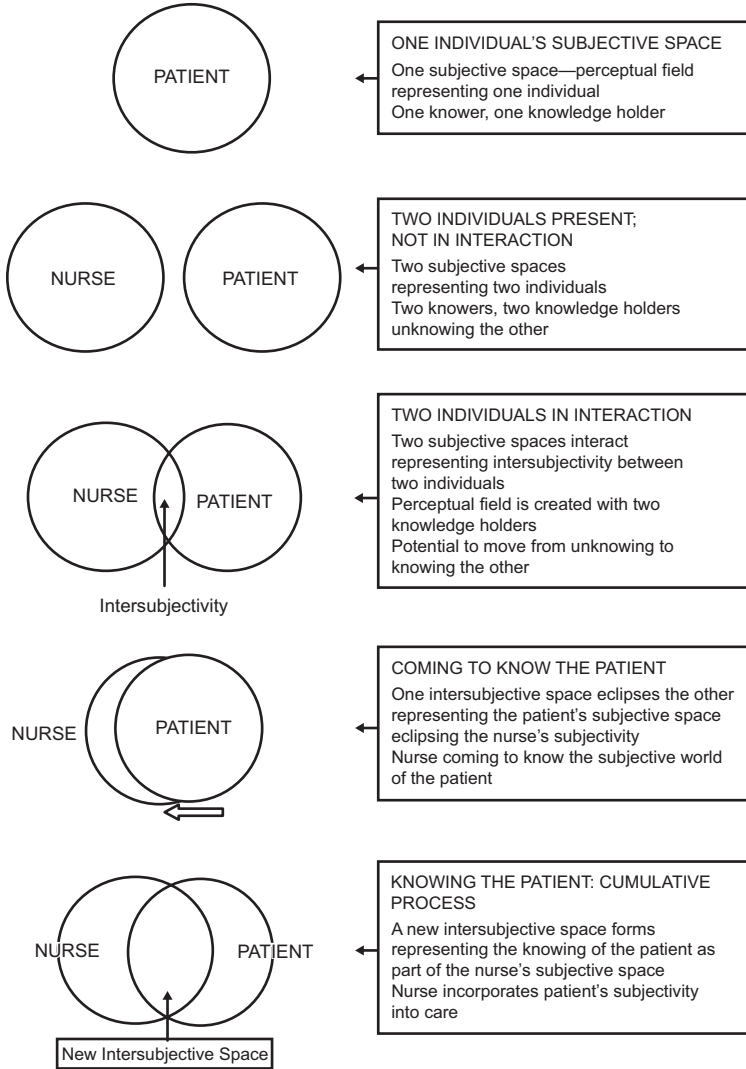 PATIENT
ONE INDIVIDUAL'S SUBJECTIVE SPACE
One subjective space—perceptual field
representing one individual
One knower, one knowledge holder
NURSE
PATIENT
TWO INDIVIDUALS PRESENT;
NOT IN INTERACTION
Two subjective spaces
representing two individuals
Two knowers, two knowledge holders
unknowing the other
NURSE
PATIENT
Intersubjectivity
TWO INDIVIDUALS IN INTERACTION
Two subjective spaces interact
representing intersubjectivity between
two individuals
Perceptual field is created with two
knowledge holders
Potential to move from unknowing to
knowing the other
NURSE
PATIENT
COMING TO KNOW THE PATIENT
One intersubjective space eclipses the other
representing the patient's subjective space
eclipsing the nurse's subjectivity
Nurse coming to know the subjective world
of the patient
NURSE
PATIENT
New Intersubjective Space
KNOWING THE PATIENT: CUMULATIVE
PROCESS
A new intersubjective space forms
representing the knowing of the patient as
part of the nurse's subjective space
Nurse incorporates patient's subjectivity
into care